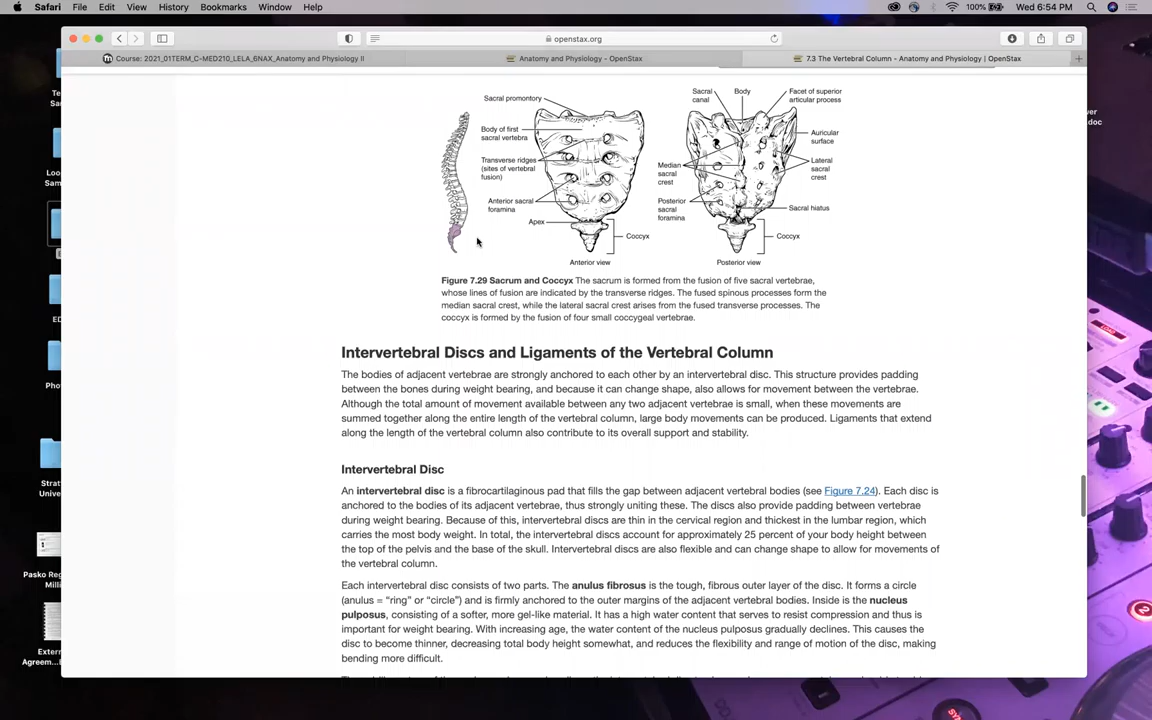 Safari File Edit View History Bookmarks Window Help
100% Wed 6:54 PM
openstax.org
Course: 2021_01TERM_C-MED210_LELA_6NAX_Anatomy and Physiology II
Anatomy and Physiology - OpenStax
7.3 The Vertebral Column - Anatomy and Physiology | OpenStax
Sacral promontory
Body of first
sacral vertebra
Transverse ridges
(sites of vertebral
fusion)
Anterior sacral
foramina
Apex
Coccyx
Anterior view
Sacral
canal
Body
Facet of superior
articular process
Auricular
surface
Lateral
sacral
crest
Median
sacral
crest
Posterior
sacral
foramina
Sacral hiatus
Coccyx
Posterior view
Figure 7.29 Sacrum and Coccyx The sacrum is formed from the fusion of five sacral vertebrae,
whose lines of fusion are indicated by the transverse ridges. The fused spinous processes form the
median sacral crest, while the lateral sacral crest arises from the fused transverse processes. The
coccyx is formed by the fusion of four small coccygeal vertebrae.
Intervertebral Discs and Ligaments of the Vertebral Column
The bodies of adjacent vertebrae are strongly anchored to each other by an intervertebral disc. This structure provides padding
between the bones during weight bearing, and because it can change shape, also allows for movement between the vertebrae.
Although the total amount of movement available between any two adjacent vertebrae is small, when these movements are
summed together along the entire length of the vertebral column, large body movements can be produced. Ligaments that extend
along the length of the vertebral column also contribute to its overall support and stability.
Intervertebral Disc
An intervertebral disc is a fibrocartilaginous pad that fills the gap between adjacent vertebral bodies (see Figure 7.24). Each disc is
anchored to the bodies of its adjacent vertebrae, thus strongly uniting these. The discs also provide padding between vertebrae
during weight bearing. Because of this, intervertebral discs are thin in the cervical region and thickest in the lumbar region, which
carries the most body weight. In total, the intervertebral discs account for approximately 25 percent of your body height between
the top of the pelvis and the base of the skull. Intervertebral discs are also flexible and can change shape to allow for movements of
the vertebral column.
Each intervertebral disc consists of two parts. The anulus fibrosus is the tough, fibrous outer layer of the disc. It forms a circle
(anulus = “ring” or “circle”) and is firmly anchored to the outer margins of the adjacent vertebral bodies. Inside is the nucleus
pulposus, consisting of a softer, more gel-like material. It has a high water content that serves to resist compression and thus is
important for weight bearing. With increasing age, the water content of the nucleus pulposus gradually declines. This causes the
disc to become thinner, decreasing total body height somewhat, and reduces the flexibility and range of motion of the disc, making
bending more difficult.
Loo
Sam
ED
Pho
Strat
Unive
Pasko Reg
Milli
Extern
Agreem...E
doc
LOAD